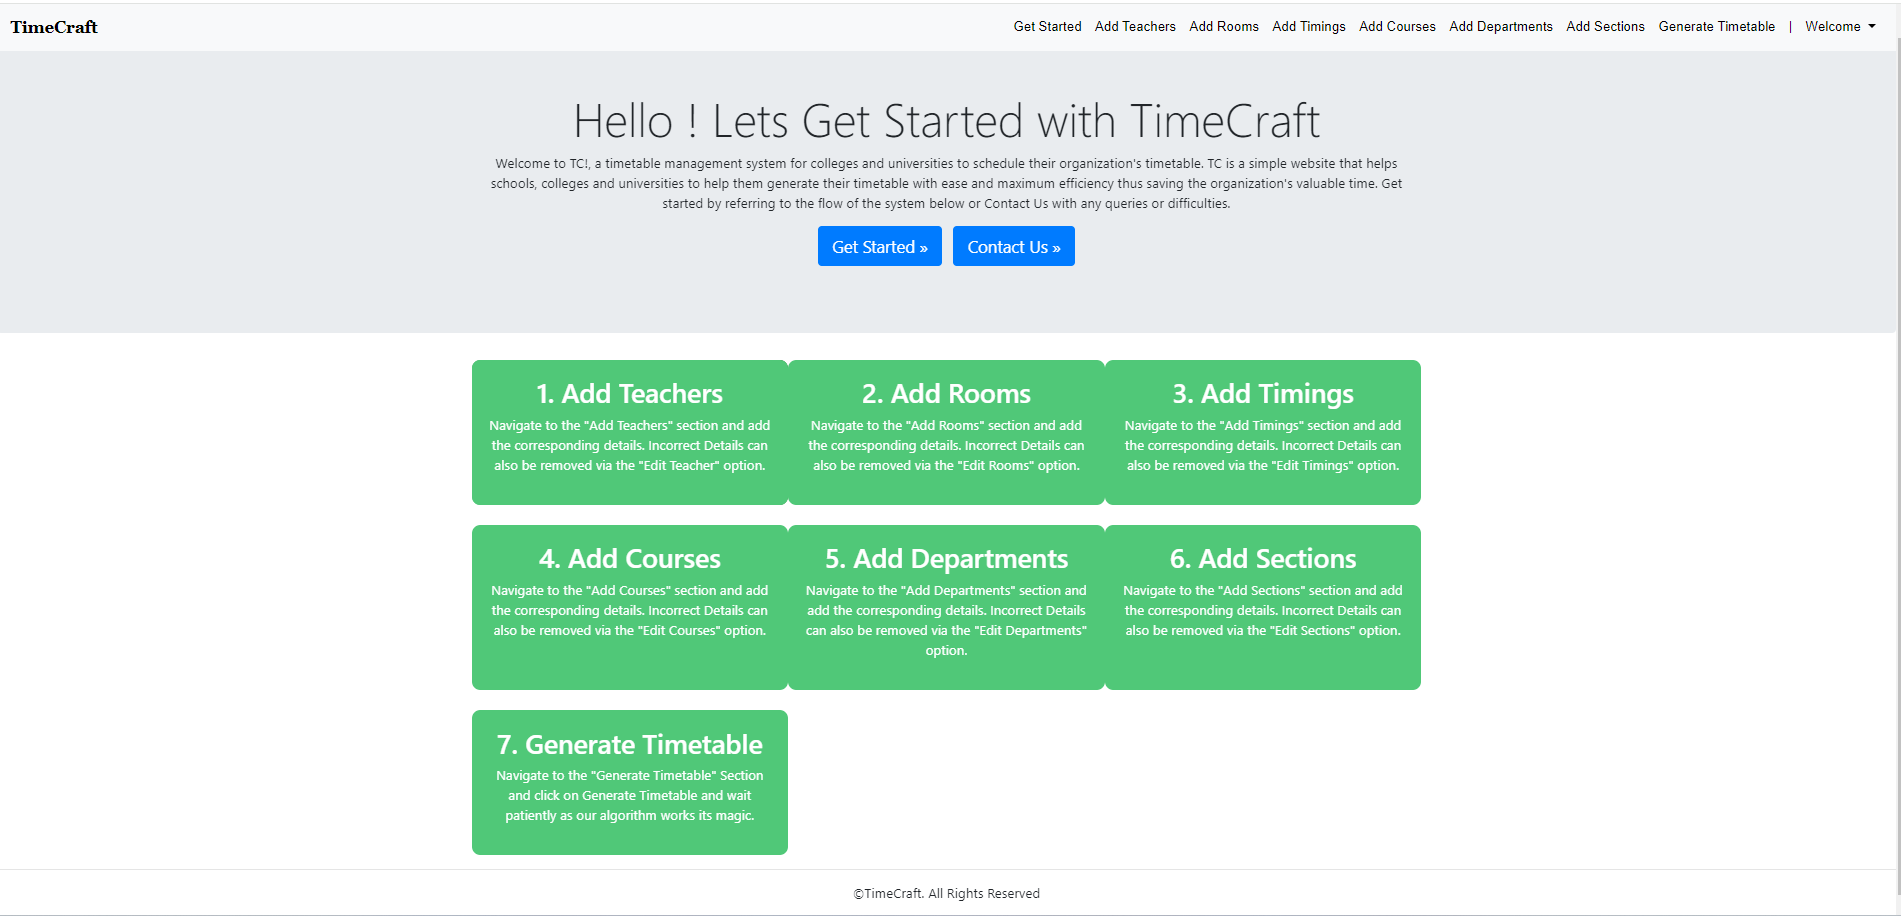 TimeCraft
Get Started Add Teachers Add Rooms Add Timings Add Courses Add Departments Add Sections Generate Timetable | Welcome
Hello ! Lets Get Started with TimeCraft
Welcome to TC!, a timetable management system for colleges and universities to schedule their organization's timetable. TC is a simple website that helps
schools, colleges and universities to help them generate their timetable with ease and maximum efficiency thus saving the organization's valuable time. Get
started by referring to the flow of the system below or Contact Us with any queries or difficulties.
Get Started »
Contact Us »
1. Add Teachers
Navigate to the "Add Teachers" section and add
the corresponding details. Incorrect Details can
also be removed via the "Edit Teacher" option.
2. Add Rooms
Navigate to the "Add Rooms" section and add
the corresponding details. Incorrect Details can
also be removed via the "Edit Rooms" option.
3. Add Timings
Navigate to the "Add Timings" section and add
the corresponding details. Incorrect Details can
also be removed via the "Edit Timings" option.
4. Add Courses
Navigate to the "Add Courses" section and add
the corresponding details. Incorrect Details can
also be removed via the "Edit Courses" option.
5. Add Departments
Navigate to the "Add Departments" section and
add the corresponding details. Incorrect Details
can also be removed via the "Edit Departments"
option.
6. Add Sections
Navigate to the "Add Sections" section and add
the corresponding details. Incorrect Details can
also be removed via the "Edit Sections" option.
7. Generate Timetable
Navigate to the "Generate Timetable" Section
and click on Generate Timetable and wait
patiently as our algorithm works its magic.
©TimeCraft. All Rights Reserved